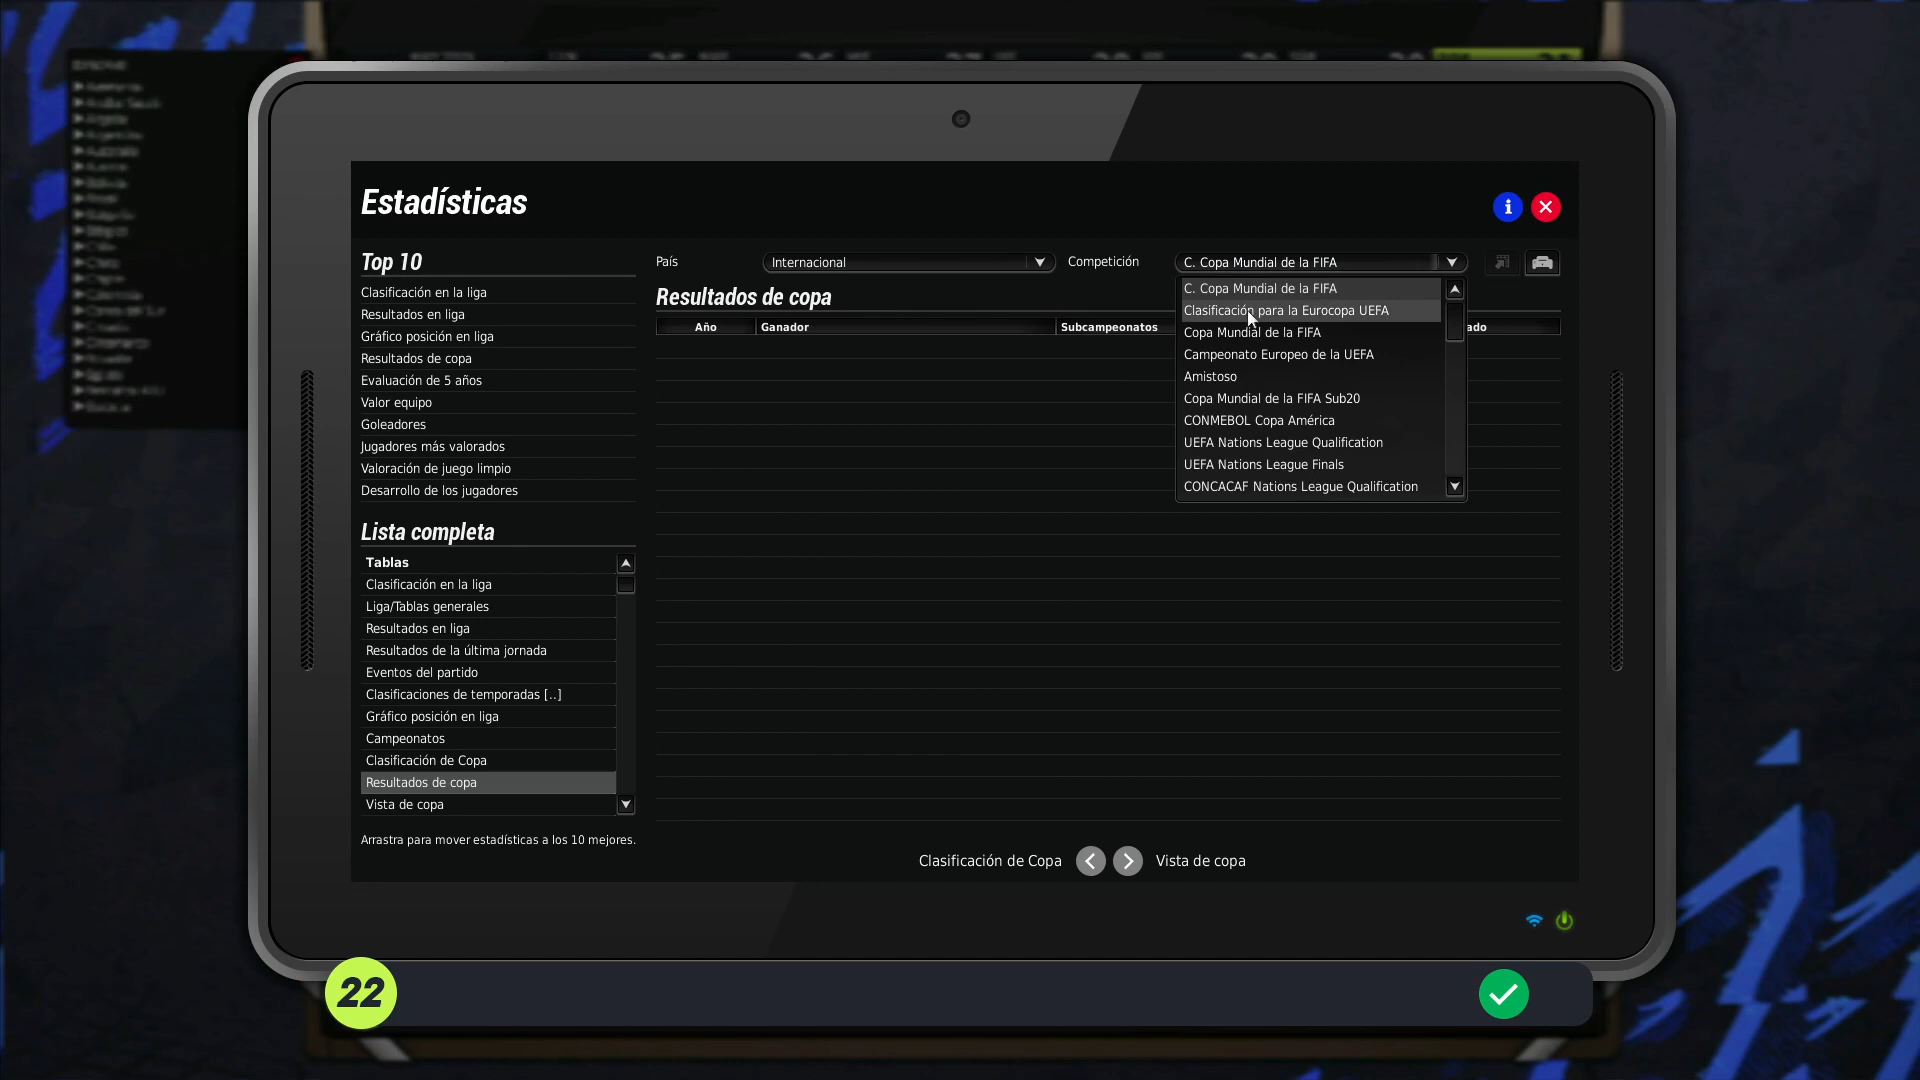 Estadísticas
Top 10
Clasificación en la liga
Resultados en liga
Gráfico posición en liga
Resultados de copa
Evaluación de 5 años
Valor equipo
Goleadores
Jugadores más valorados
Valoración de juego limpio
Desarrollo de los jugadores
Lista completa
Tablas
Clasificación en la liga
Liga/Tablas generales
Resultados en liga
Resultados de la última jornada
Eventos del partido
Clasificaciones de temporadas [..]
Gráfico posición en liga
Campeonatos
Clasificación de Copa
Resultados de copa
Vista de copa
Arrastra para mover estadísticas a los 10 mejores.
País Internacional Competición C. Copa Mundial de la FIFA
Resultados de copa
Año Ganador Subcampeonatos
C. Copa Mundial de la FIFA
Clasificación para la Eurocopa UEFA
Copa Mundial de la FIFA
Campeonato Europeo de la UEFA
Amistoso
Copa Mundial de la FIFA Sub20
CONMEBOL Copa América
UEFA Nations League Qualification
UEFA Nations League Finals
CONCACAF Nations League Qualification
Clasificación de Copa Vista de copa
22